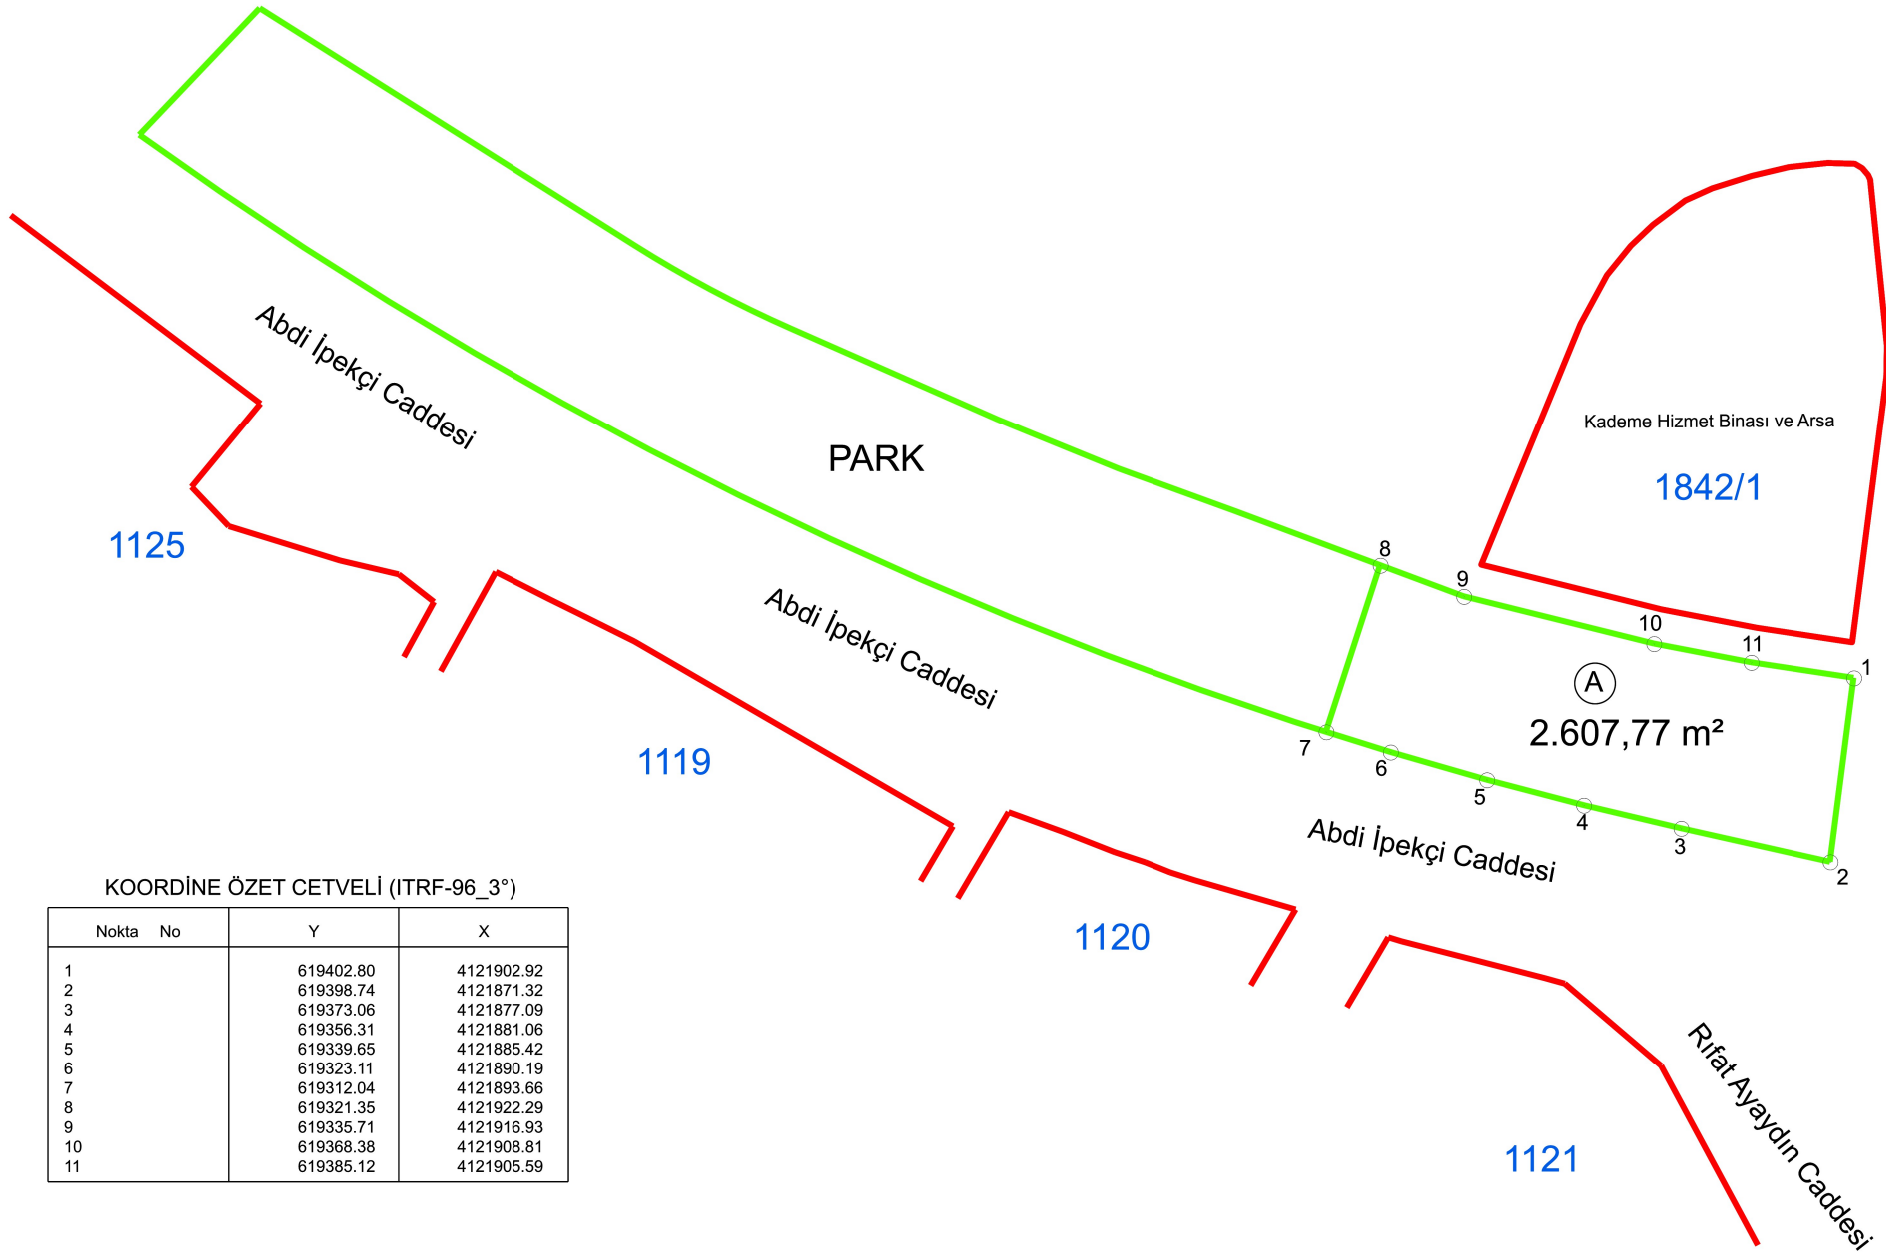 Abdi İpekçi Caddesi
PARK
Kademe Hizmet Binası ve Arsa
1842/1
1125
8
9
10
11
1
Abdi İpekçi Caddesi
A
2.607,77 m²
7
6
5
4
3
2
1119
Abdi İpekçi Caddesi
1120
1121
Rıfat Ayaydın Caddesi
KOORDİNE ÖZET CETVELİ (ITRF-96_3°)
Nokta No Y X
1 619402.80 4121902.92
2 619398.74 4121871.32
3 619373.06 4121877.09
4 619356.31 4121881.06
5 619339.65 4121885.42
6 619323.11 4121890.19
7 619312.04 4121893.66
8 619321.35 4121922.29
9 619335.71 4121916.93
10 619368.38 4121908.81
11 619385.12 4121905.59